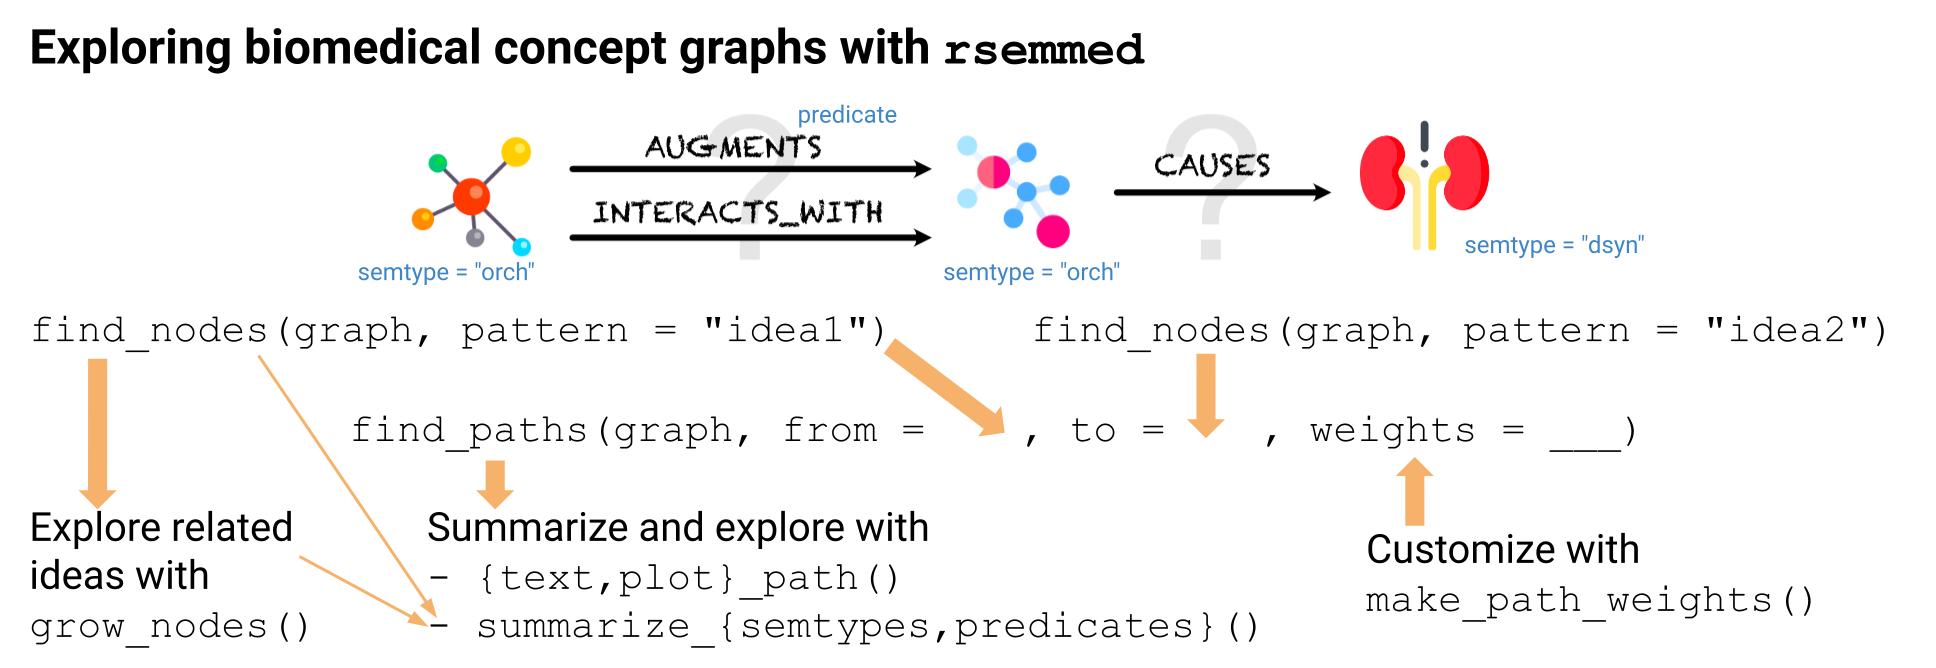 Exploring biomedical concept graphs with rsemmed
predicate
? ?
AUGMENTS
CAUSES
INTERACTS_WITH
semtype = "dsyn"
semtype = "orch" semtype = "orch"
find_nodes(graph, pattern = "idea1") find_nodes(graph, pattern = "idea2")
find_paths(graph, from = , to = , weights = ___)
Explore related
ideas with
grow_nodes()
Summarize and explore with
- {text,plot}_path()
- summarize_{semtypes,predicates}()
Customize with
make_path_weights()